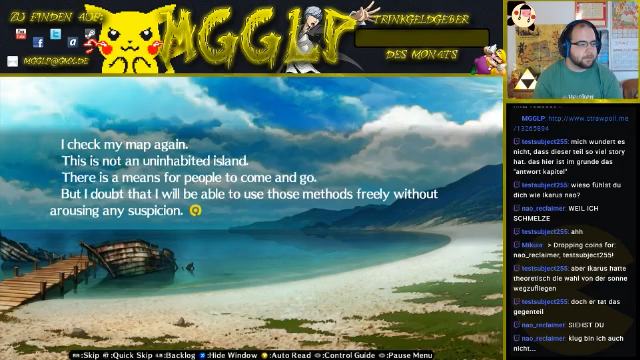 ZU FINDEN AUF:
MGGLP@GMX.DE
MGGLP
TRINKGELDGEBER
DES MONATS
I check my map again.
This is not an uninhabited island.
There is a means for people to come and go.
But I doubt that I will be able to use those methods freely without
arousing any suspicion.
:Skip :Quick Skip :Backlog :Hide Window :Auto Read :Control Guide :Pause Menu
MGGLP: http://www.strawpoll.me
/13265894
testsubject255: mich wundert es
nicht, dass dieser teil so viel story
hat. das hier ist im grunde das
"antwort kapitel"
testsubject255: wieso fühlst du
dich wie Ikarus nao?
nao_reclaimer: WEIL ICH
SCHMELZE
testsubject255: ahh
Mikuia: > Dropping coins for:
nao_reclaimer, testsubject255!
testsubject255: aber Ikarus hatte
theoretisch die wahl von der sonne
wegzufliegen
testsubject255: doch er tat das
gegenteil
nao_reclaimer: SIEHST DU
nao_reclaimer: klug bin ich auch
nicht...